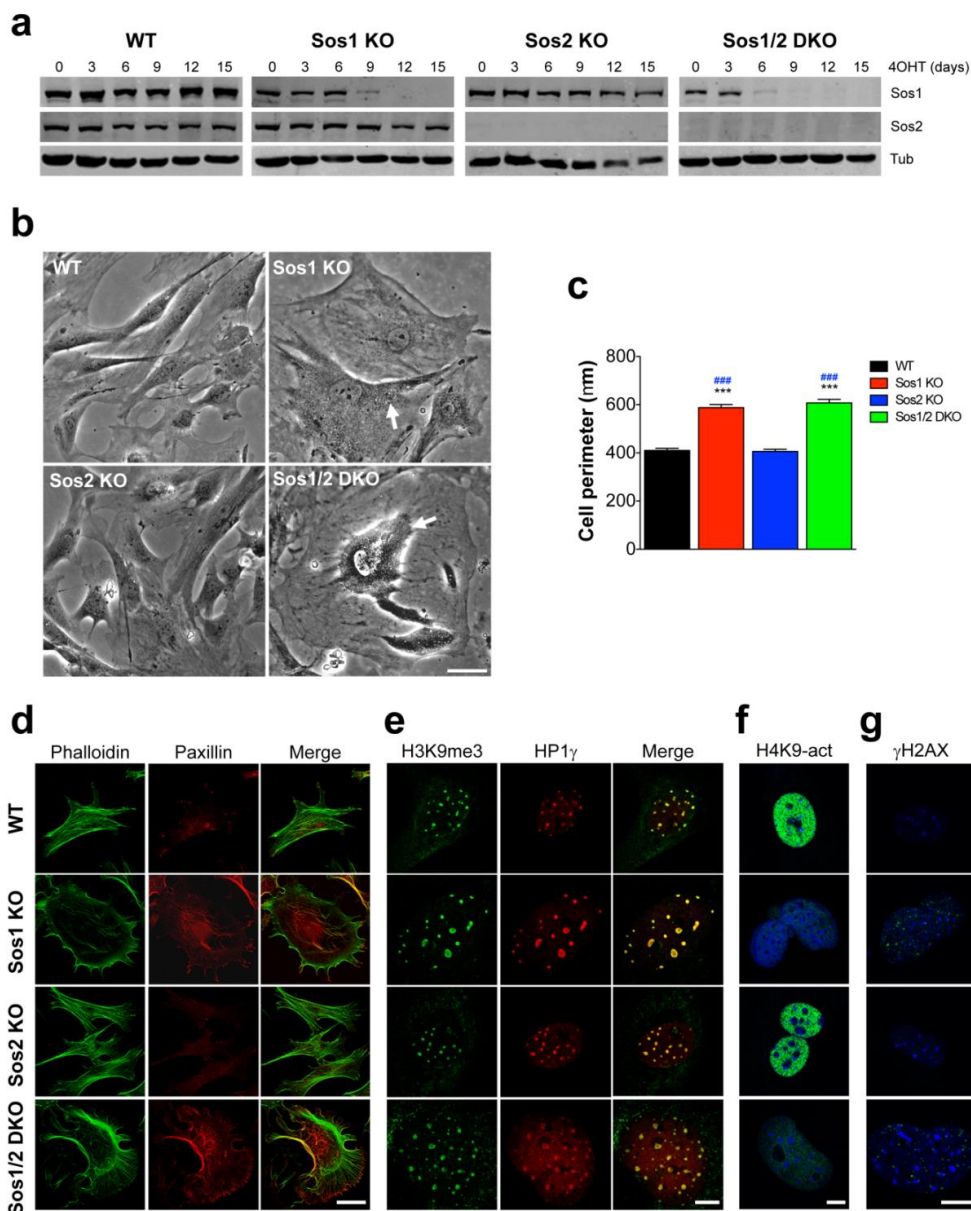 a
WT Sos1 KO Sos2 KO Sos1/2 DKO
0 3 6 9 12 15 0 3 6 9 12 15 0 3 6 9 12 15 0 3 6 9 12 15 4OHT (days)
Sos1
Sos2
Tub
b
WT Sos1 KO
Sos2 KO Sos1/2 DKO
c
Cell perimeter (nm)
800
600
400
200
0
###
***
###
***
WT
Sos1 KO
Sos2 KO
Sos1/2 DKO
d
Phalloidin Paxillin Merge
e
H3K9me3 HP1γ Merge
f
H4K9-act
g
γH2AX
WT
Sos1 KO
Sos2 KO
Sos1/2 DKO